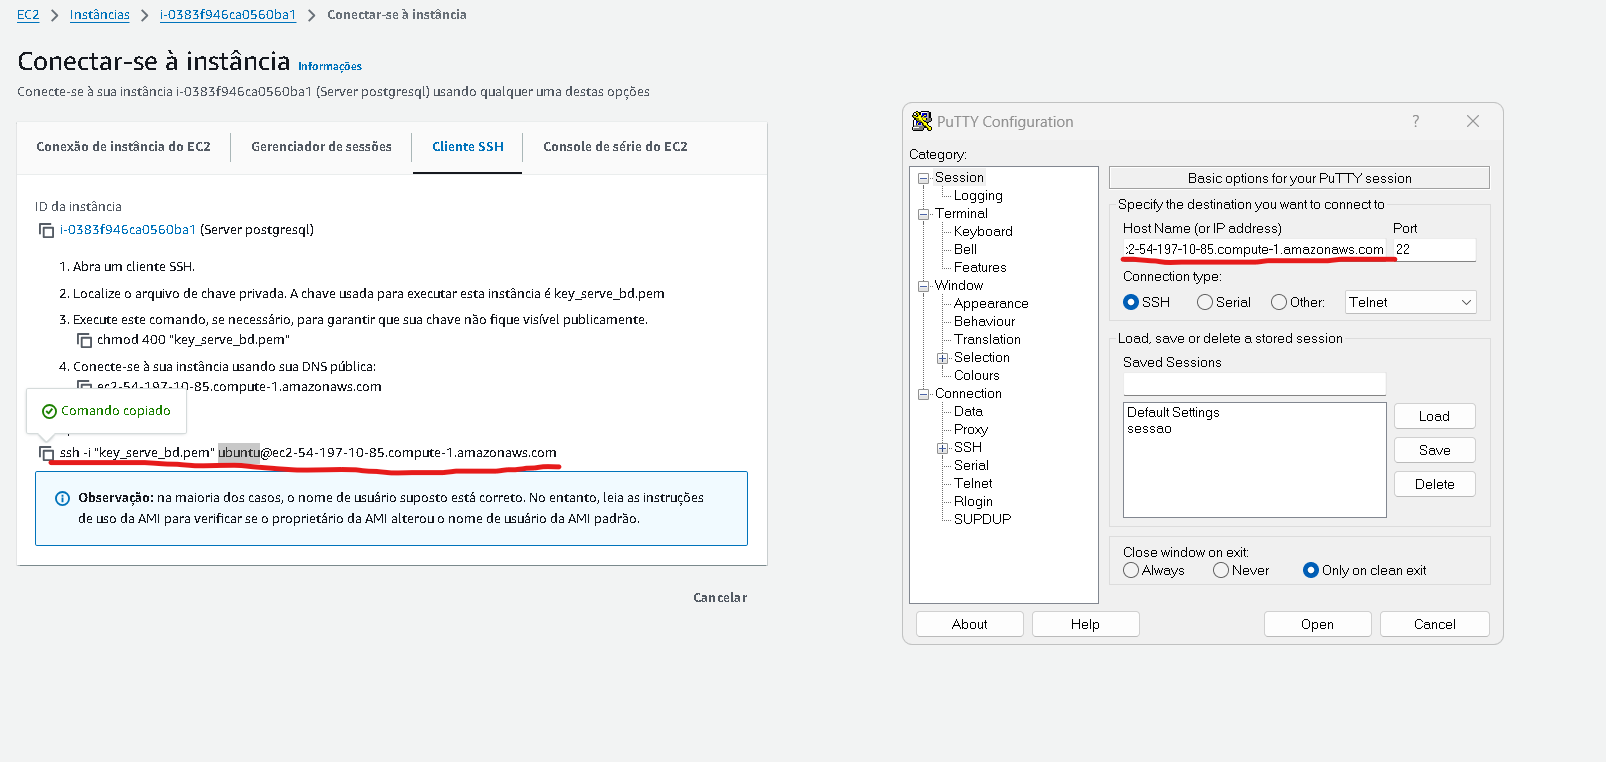 EC2 > Instâncias > i-0383f946ca0560ba1 > Conectar-se à instância
Conectar-se à instância Informações
Conecte-se à sua instância i-0383f946ca0560ba1 (Server postgresql) usando qualquer uma destas opções
Conexão de instância do EC2
Gerenciador de sessões
Cliente SSH
Console de série do EC2
ID da instância
i-0383f946ca0560ba1 (Server postgresql)
1. Abra um cliente SSH.
2. Localize o arquivo de chave privada. A chave usada para executar esta instância é key_serve_bd.pem
3. Execute este comando, se necessário, para garantir que sua chave não fique visível publicamente.
chmod 400 "key_serve_bd.pem"
4. Conecte-se à sua instância usando sua DNS pública:
ec2-54-197-10-85.compute-1.amazonaws.com
Comando copiado
ssh -i "key_serve_bd.pem" ubuntu@ec2-54-197-10-85.compute-1.amazonaws.com
Observação: na maioria dos casos, o nome de usuário suposto está correto. No entanto, leia as instruções
de uso da AMI para verificar se o proprietário da AMI alterou o nome de usuário da AMI padrão.
Cancelar
PuTTY Configuration
? ×
Category:
Session
Logging
Terminal
Keyboard
Bell
Features
Window
Appearance
Behaviour
Translation
Selection
Colours
Connection
Data
Proxy
SSH
Serial
Telnet
Rlogin
SUPDUP
Basic options for your PuTTY session
Specify the destination you want to connect to
Host Name (or IP address)
Port
:2-54-197-10-85.compute-1.amazonaws.com
22
Connection type:
SSH
Serial
Other:
Telnet
Load, save or delete a stored session
Saved Sessions
Default Settings
sessao
Load
Save
Delete
Close window on exit:
Always
Never
Only on clean exit
About
Help
Open
Cancel